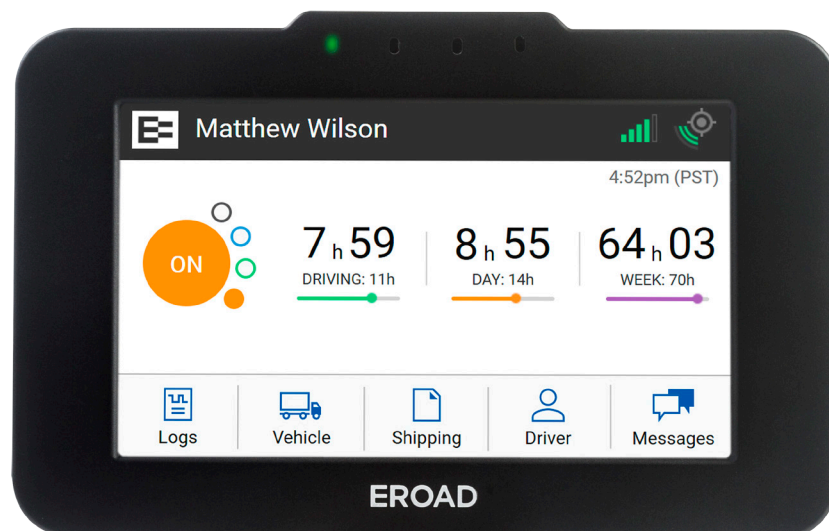 Matthew Wilson
4:52pm (PST)
ON
7 h 59
DRIVING: 11h
8 h 55
DAY: 14h
64 h 03
WEEK: 70h
Logs
Vehicle
Shipping
Driver
Messages
EROAD